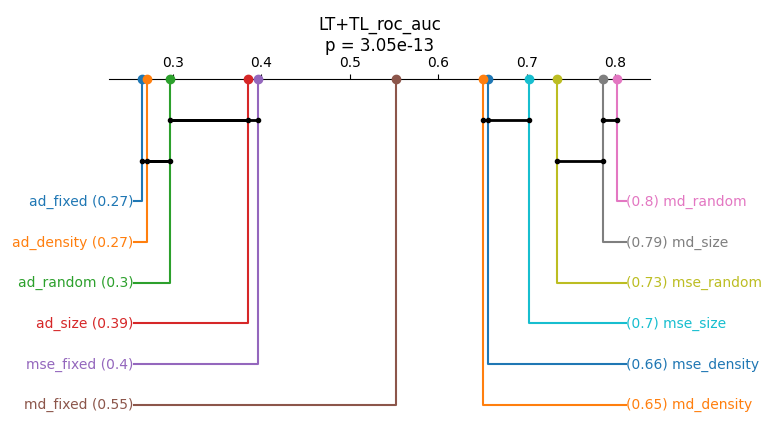 LT+TL_roc_auc
p = 3.05e-13
0.3 0.4 0.5 0.6 0.7 0.8
ad_fixed (0.27) (0.8) md_random
ad_density (0.27) (0.79) md_size
ad_random (0.3) (0.73) mse_random
ad_size (0.39) (0.7) mse_size
mse_fixed (0.4) (0.66) mse_density
md_fixed (0.55) (0.65) md_density